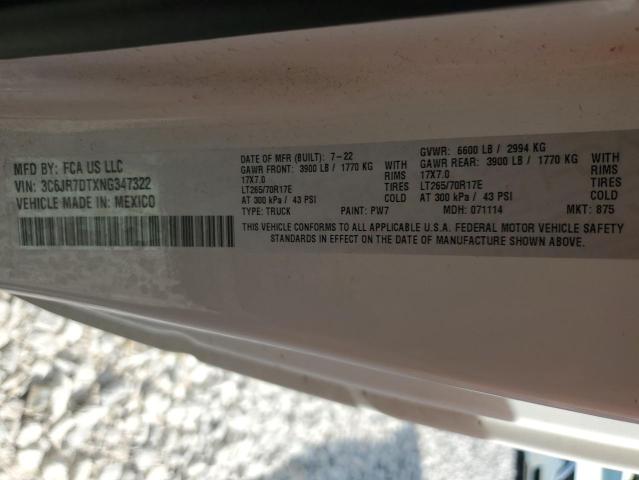 MFD BY: FCA US LLC
VIN: 3C6JR7DTXNG347322
VEHICLE MADE IN: MEXICO
DATE OF MFR (BUILT): 7-22
GVWR: 6600 LB / 2994 KG
GAWR FRONT: 3900 LB / 1770 KG WITH
GAWR REAR: 3900 LB / 1770 KG WITH
17X7.0 RIMS
17X7.0 RIMS
LT265/70R17E TIRES
LT265/70R17E TIRES
AT 300 kPa / 43 PSI COLD
AT 300 kPa / 43 PSI COLD
TYPE: TRUCK PAINT: PW7 MDH: 071114 MKT: 875
THIS VEHICLE CONFORMS TO ALL APPLICABLE U.S.A. FEDERAL MOTOR VEHICLE SAFETY
STANDARDS IN EFFECT ON THE DATE OF MANUFACTURE SHOWN ABOVE.